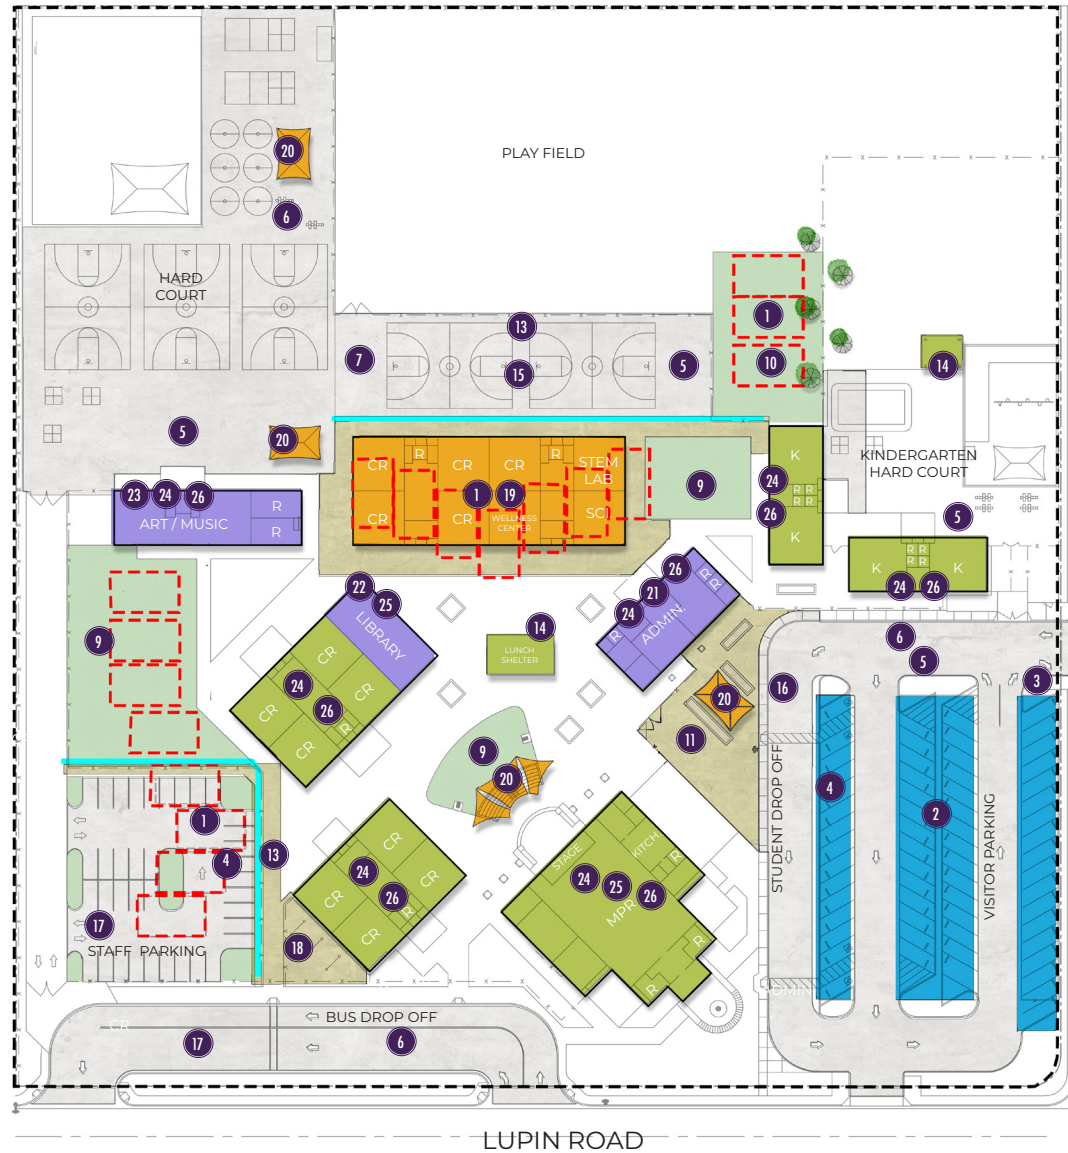 20
PLAY FIELD
6
HARD
COURT
1
13
7
15
5
10
14
5
20
KINDERGARTEN
HARD COURT
CR
R
CR
CR
R
STEM
LAB
K
24
R R
R R
26
K
9
1
19
CR
CR
WELLNESS
CENTER
SCI
23
24
26
ART / MUSIC
R
R
5
R R
R R
K
K
24
26
26
R
R
21
24
R
ADMIN.
22
25
LIBRARY
14
LUNCH
SHELTER
9
CR
24
CR
26
CR
R
CR
6
5
3
16
20
11
9
20
STUDENT DROP OFF
4
2
VISITOR PARKING
1
4
13
17
STAFF PARKING
18
CR
24
CR
CR
26
R
CR
STAGE
KITCH.
R
24
25
26
MPR
R
R
ADMIN
CR
BUS DROP OFF
17
6
LUPIN ROAD